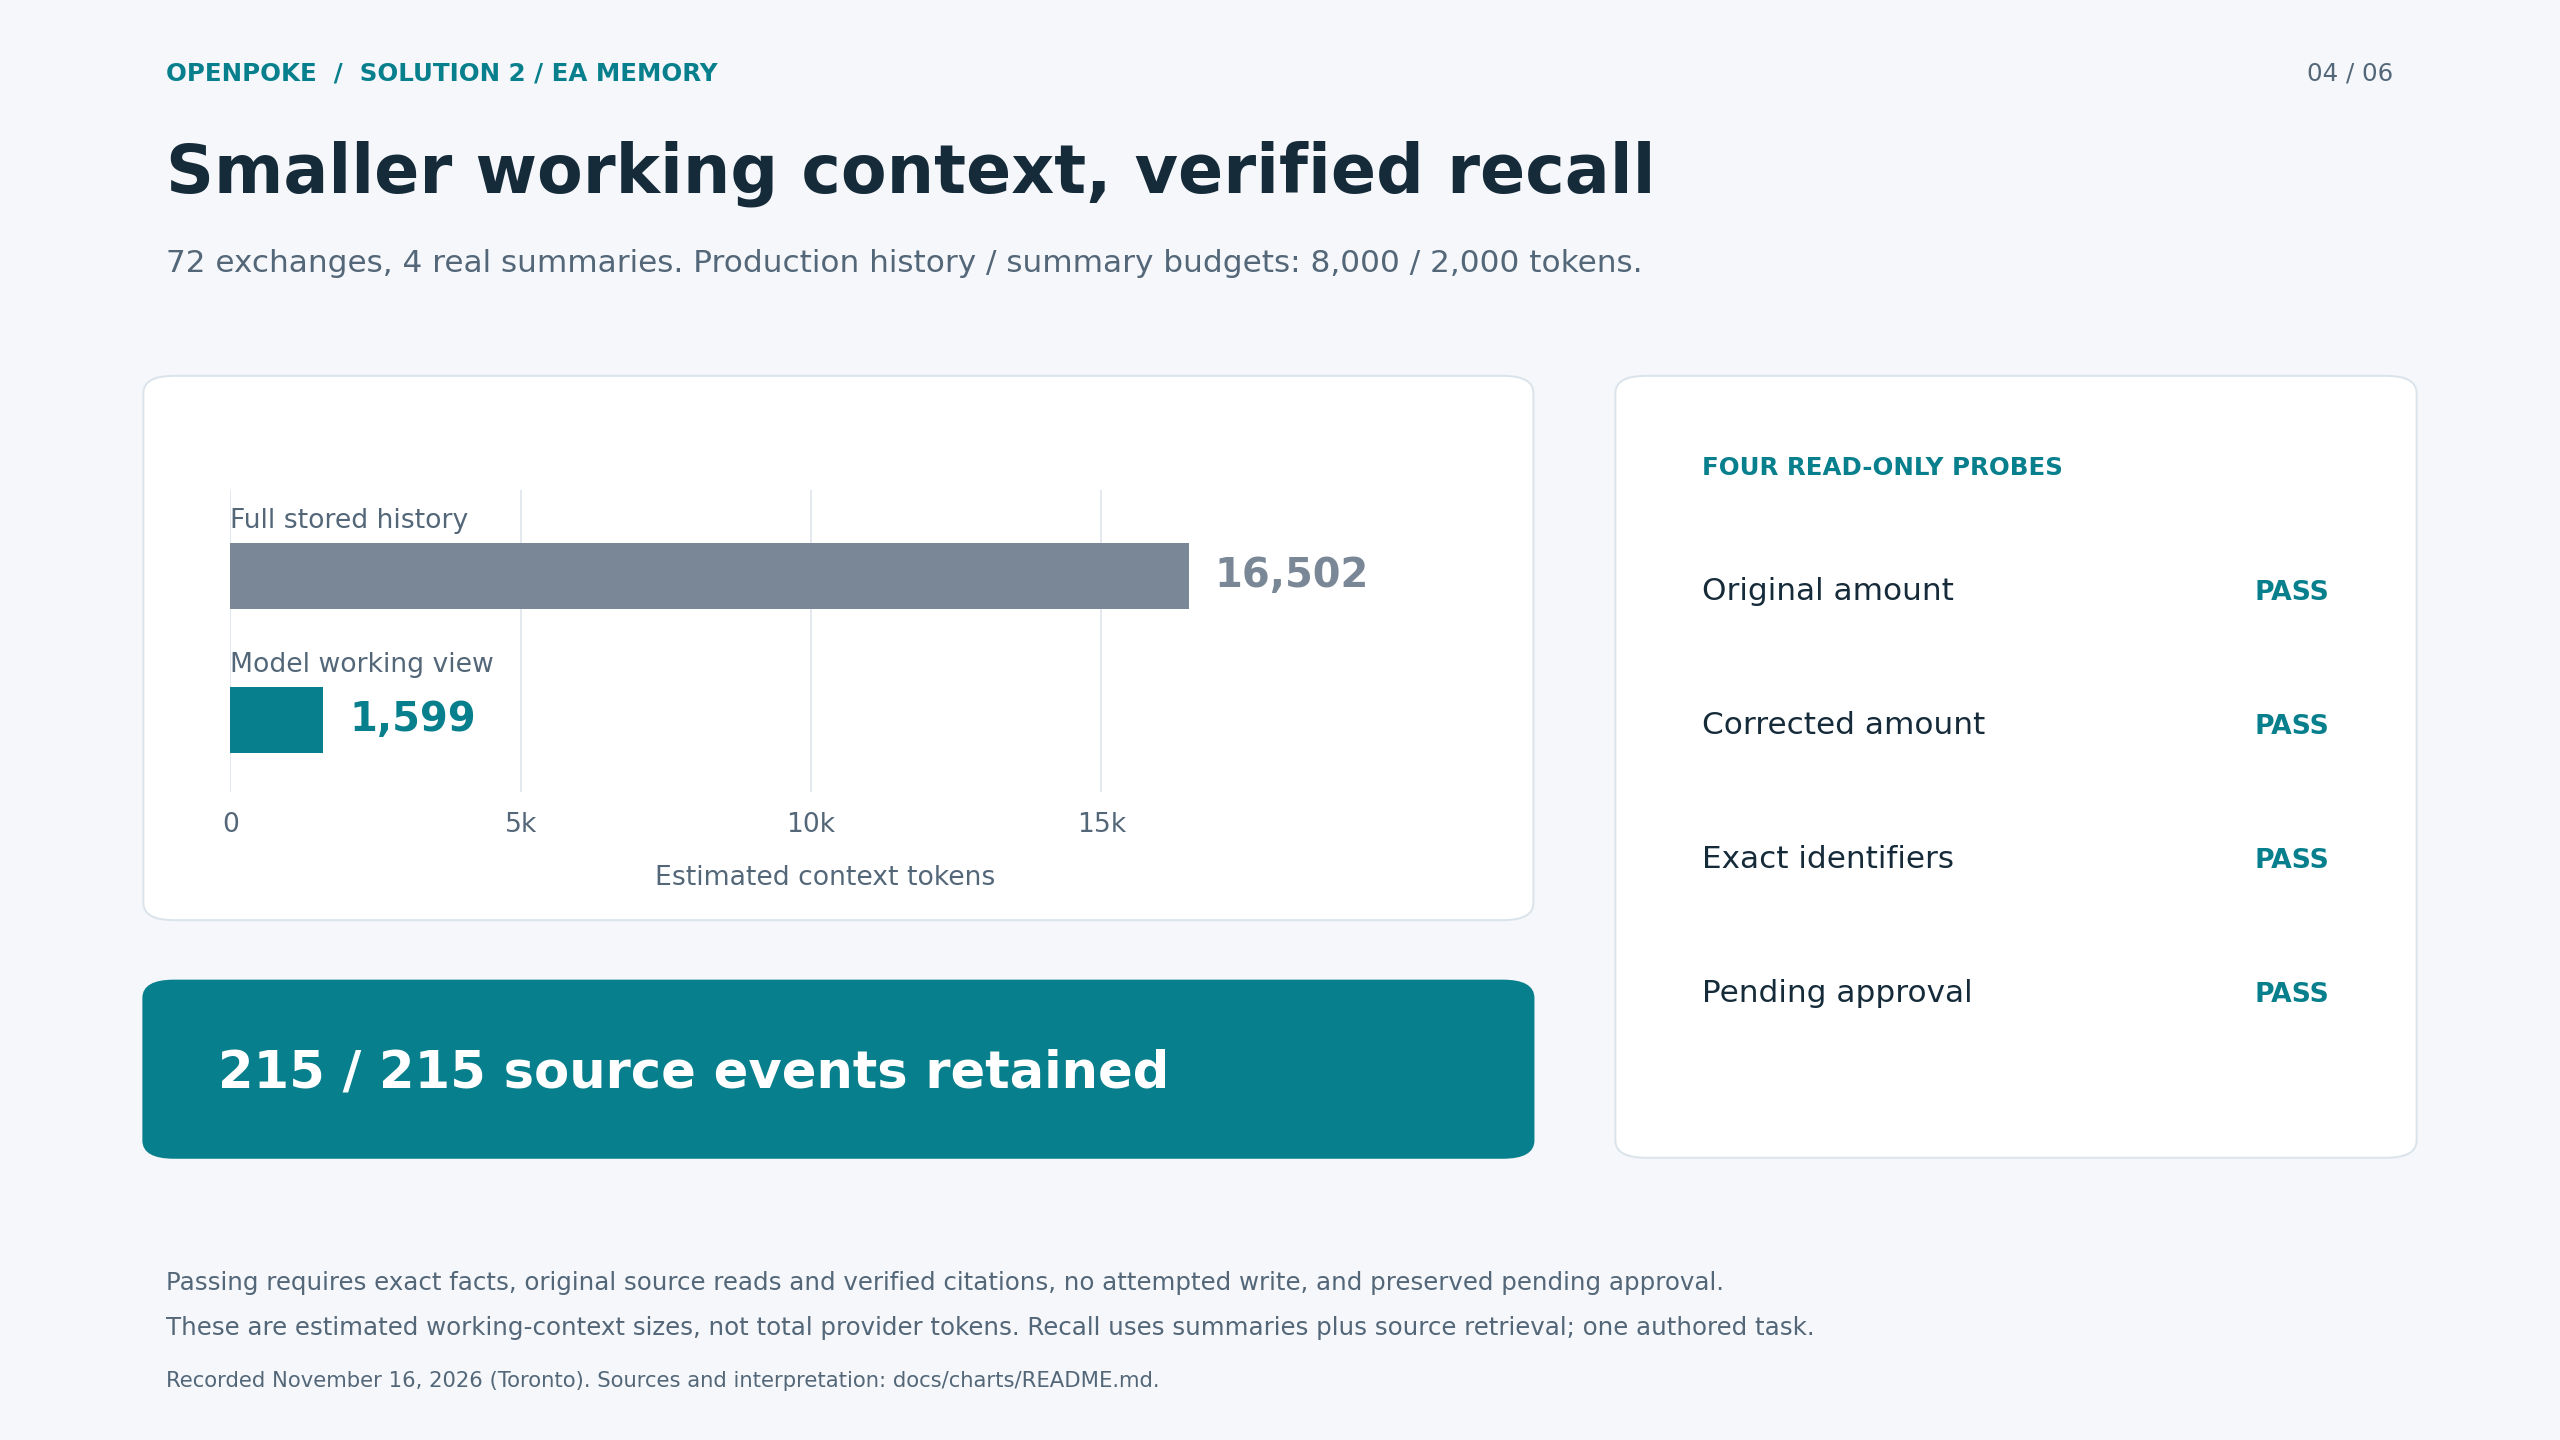 OPENPOKE / SOLUTION 2 / EA MEMORY
04 / 06
Smaller working context, verified recall
72 exchanges, 4 real summaries. Production history / summary budgets: 8,000 / 2,000 tokens.
Full stored history
16,502
Model working view
1,599
0 5k 10k 15k
Estimated context tokens
215 / 215 source events retained
FOUR READ-ONLY PROBES
Original amount PASS
Corrected amount PASS
Exact identifiers PASS
Pending approval PASS
Passing requires exact facts, original source reads and verified citations, no attempted write, and preserved pending approval.
These are estimated working-context sizes, not total provider tokens. Recall uses summaries plus source retrieval; one authored task.
Recorded November 16, 2026 (Toronto). Sources and interpretation: docs/charts/README.md.